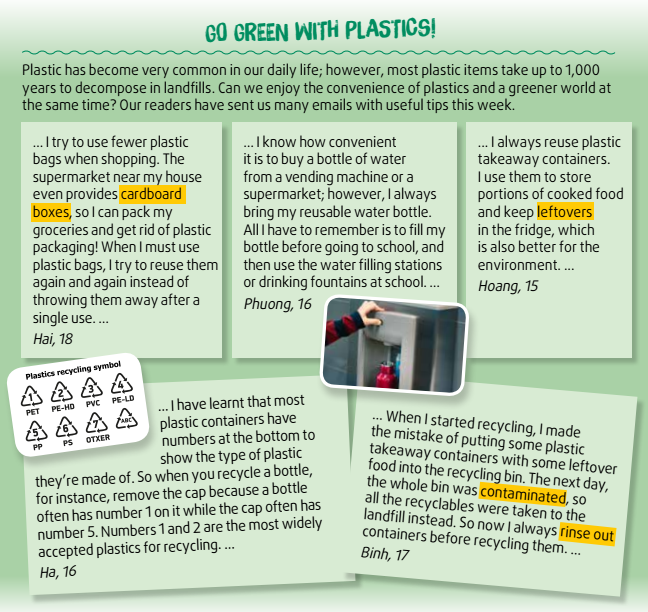 GO GREEN WITH PLASTICS!
Plastic has become very common in our daily life; however, most plastic items take up to 1,000
years to decompose in landfills. Can we enjoy the convenience of plastics and a greener world at
the same time? Our readers have sent us many emails with useful tips this week.
... I try to use fewer plastic
bags when shopping. The
supermarket near my house
even provides cardboard
boxes, so I can pack my
groceries and get rid of plastic
packaging! When I must use
plastic bags, I try to reuse them
again and again instead of
throwing them away after a
single use. ...
Hai, 18
... I know how convenient
it is to buy a bottle of water
from a vending machine or a
supermarket; however, I always
bring my reusable water bottle.
All I have to remember is to fill my
bottle before going to school, and
then use the water filling stations
or drinking fountains at school. ...
Phuong, 16
... I always reuse plastic
takeaway containers.
I use them to store
portions of cooked food
and keep leftovers
in the fridge, which
is also better for the
environment. ...
Hoang, 15
Plastics recycling symbol
1 2 3 4
PET PE-HD PVC PE-LD
5 6 7 ABC
PP PS OTXER
... I have learnt that most
plastic containers have
numbers at the bottom to
show the type of plastic
they're made of. So when you recycle a bottle,
for instance, remove the cap because a bottle
often has number 1 on it while the cap often has
number 5. Numbers 1 and 2 are the most widely
accepted plastics for recycling. ...
Ha, 16
... When I started recycling, I made
the mistake of putting some plastic
takeaway containers with some leftover
food into the recycling bin. The next day,
the whole bin was contaminated, so
all the recyclables were taken to the
landfill instead. So now I always rinse out
containers before recycling them. ...
Binh, 17